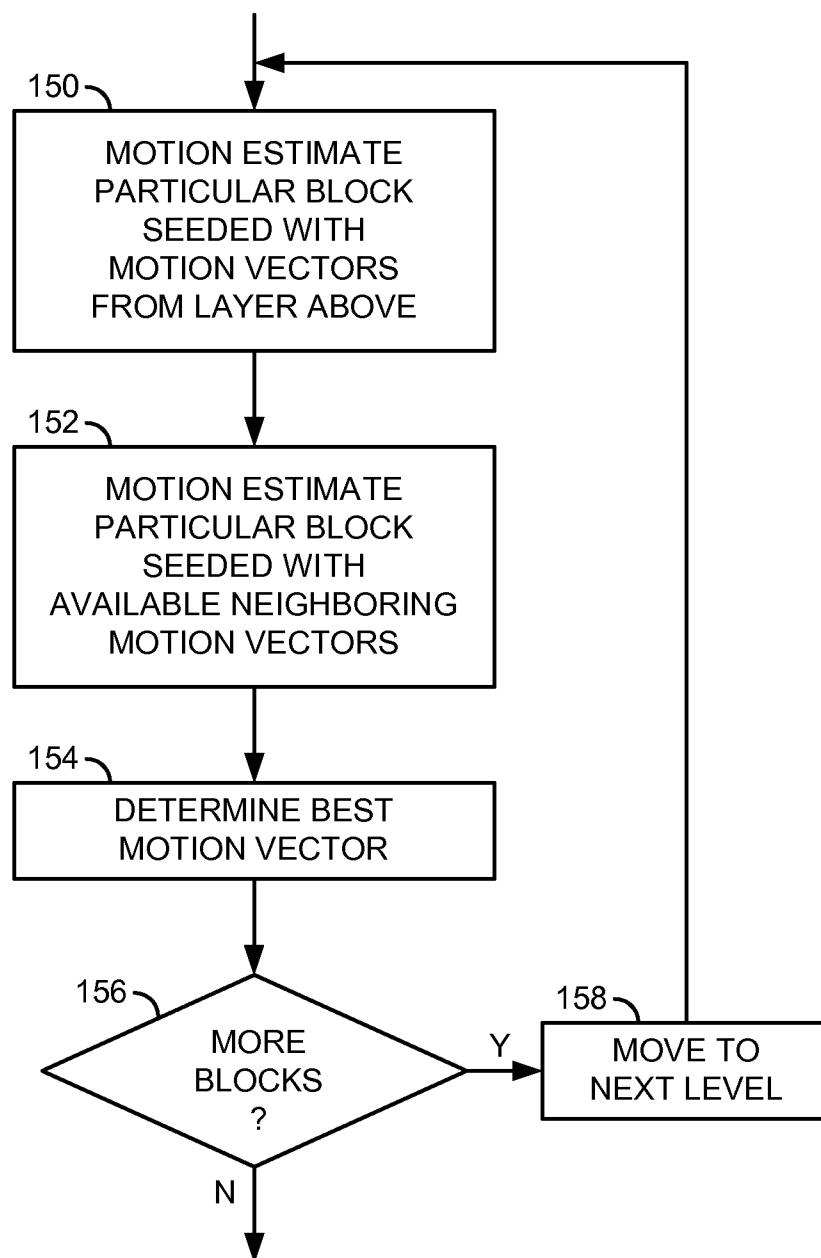 150
MOTION ESTIMATE
PARTICULAR BLOCK
SEEDED WITH
MOTION VECTORS
FROM LAYER ABOVE
152
MOTION ESTIMATE
PARTICULAR BLOCK
SEEDED WITH
AVAILABLE NEIGHBORING
MOTION VECTORS
154
DETERMINE BEST
MOTION VECTOR
156
MORE
BLOCKS
?
Y
158
MOVE TO
NEXT LEVEL
N